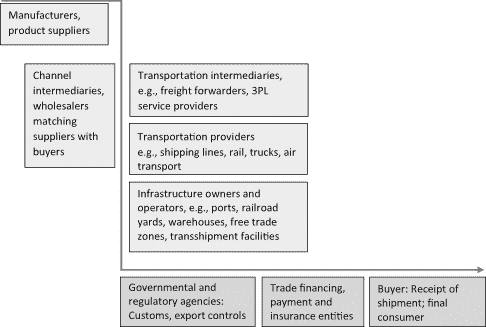 Manufacturers,
product suppliers
Channel
intermediaries,
wholesalers
matching
suppliers with
buyers
Transportation intermediaries,
e.g., freight forwarders, 3PL
service providers
Transportation providers
e.g., shipping lines, rail, trucks, air
transport
Infrastructure owners and
operators, e.g., ports, railroad
yards, warehouses, free trade
zones, transshipment facilities
Governmental and
regulatory agencies:
Customs, export controls
Trade financing,
payment and
insurance entities
Buyer: Receipt of
shipment; final
consumer